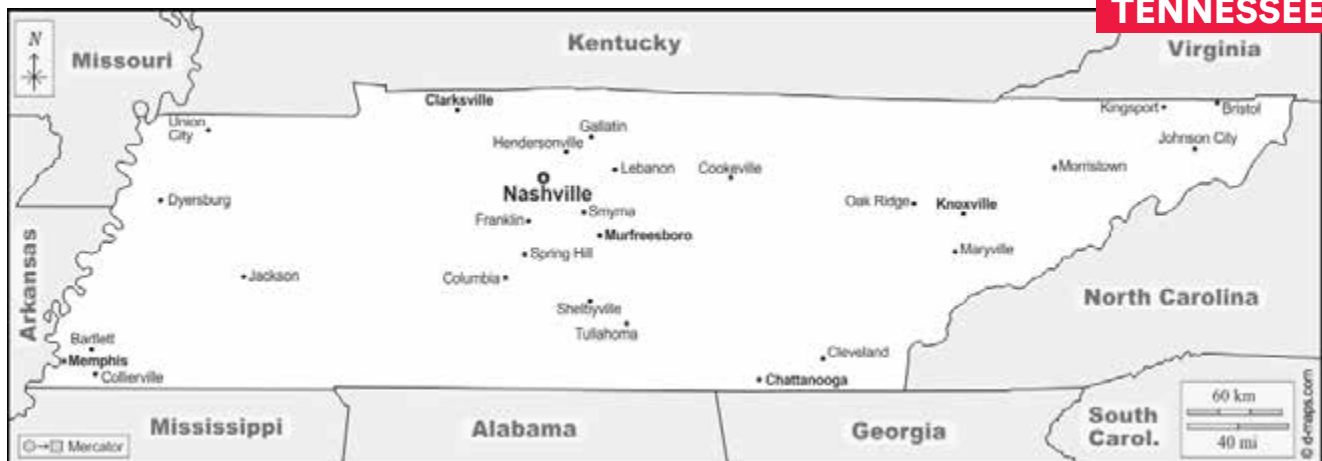 TENNESSEE
N
Missouri
Kentucky
Virginia
Clarksville
Kingsport
Bristol
Union
City
Gallatin
Hendersonville
Johnson City
Lebanon
Cookeville
Morristown
Nashville
Dyersburg
Oak Ridge
Knoxville
Smyrna
Franklin
Murfreesboro
Spring Hill
Maryville
Arkansas
Jackson
Columbia
North Carolina
Shelbyville
Tullahoma
Bartlett
Memphis
Cleveland
Collierville
Chattanooga
60 km
40 mi
Mississippi
Alabama
Georgia
South
Carol.
Mercator
© d-maps.com